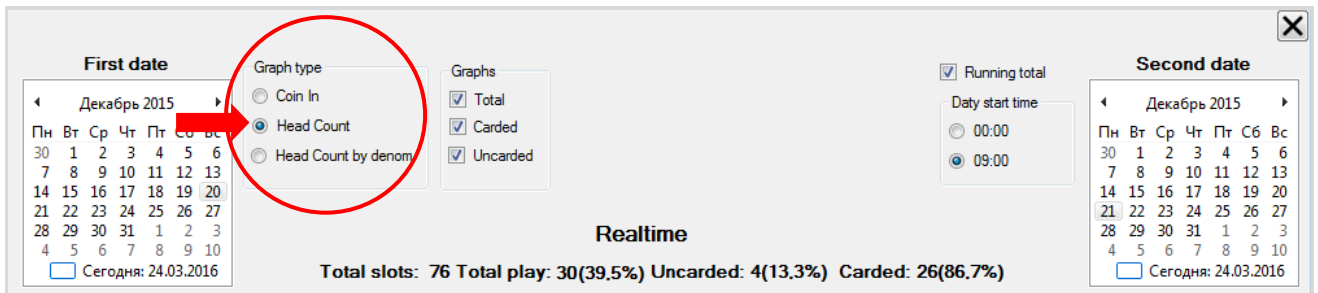 First date
Декабрь 2015
Пн Вт Ср Чт Пт Сб Вс
30 1 2 3 4 5 6
7 8 9 10 11 12 13
14 15 16 17 18 19 20
21 22 23 24 25 26 27
28 29 30 31 1 2 3
4 5 6 7 8 9 10
Сегодня: 24.03.2016
Graph type
Coin In
Head Count
Head Count by denom
Graphs
Total
Carded
Uncarded
Running total
Daty start time
00:00
09:00
Second date
Декабрь 2015
Пн Вт Ср Чт Пт Сб Вс
30 1 2 3 4 5 6
7 8 9 10 11 12 13
14 15 16 17 18 19 20
21 22 23 24 25 26 27
28 29 30 31 1 2 3
4 5 6 7 8 9 10
Сегодня: 24.03.2016
Realtime
Total slots: 76 Total play: 30(39,5%) Uncarded: 4(13,3%) Carded: 26(86,7%)